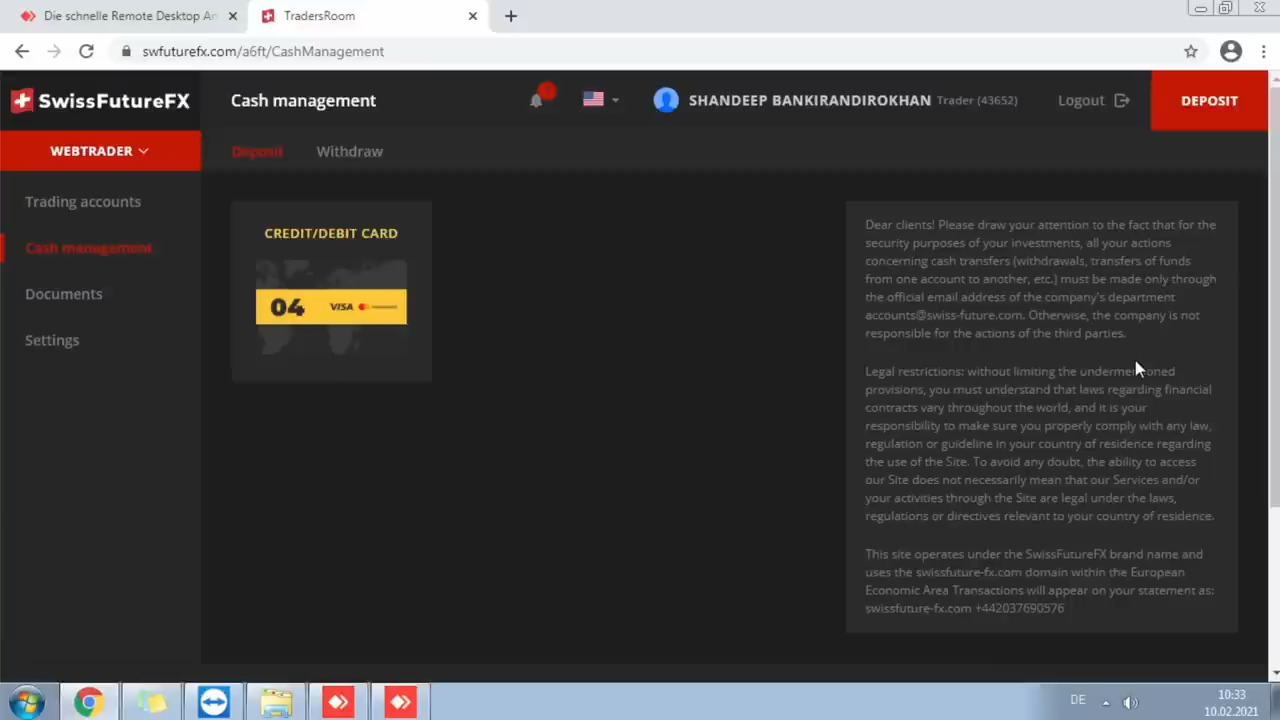 Die schnelle Remote Desktop An
TradersRoom
swfuturefx.com/a6ft/CashManagement
SwissFutureFX
Cash management
SHANDEEP BANKIRANDIROKHAN Trader (43652)
Logout
DEPOSIT
WEBTRADER
Deposit
Withdraw
Trading accounts
Cash management
Documents
Settings
CREDIT/DEBIT CARD
04 VISA
Dear clients! Please draw your attention to the fact that for the
security purposes of your investments, all your actions
concerning cash transfers (withdrawals, transfers of funds
from one account to another, etc.) must be made only through
the official email address of the company's department
accounts@swiss-future.com. Otherwise, the company is not
responsible for the actions of the third parties.
Legal restrictions: without limiting the undermentioned
provisions, you must understand that laws regarding financial
contracts vary throughout the world, and it is your
responsibility to make sure you properly comply with any law,
regulation or guideline in your country of residence regarding
the use of the Site. To avoid any doubt, the ability to access
our Site does not necessarily mean that our Services and/or
your activities through the Site are legal under the laws,
regulations or directives relevant to your country of residence.
This site operates under the SwissFutureFX brand name and
uses the swissfuture-fx.com domain within the European
Economic Area Transactions will appear on your statement as:
swissfuture-fx.com +442037690576
DE
10:33
10.02.2021